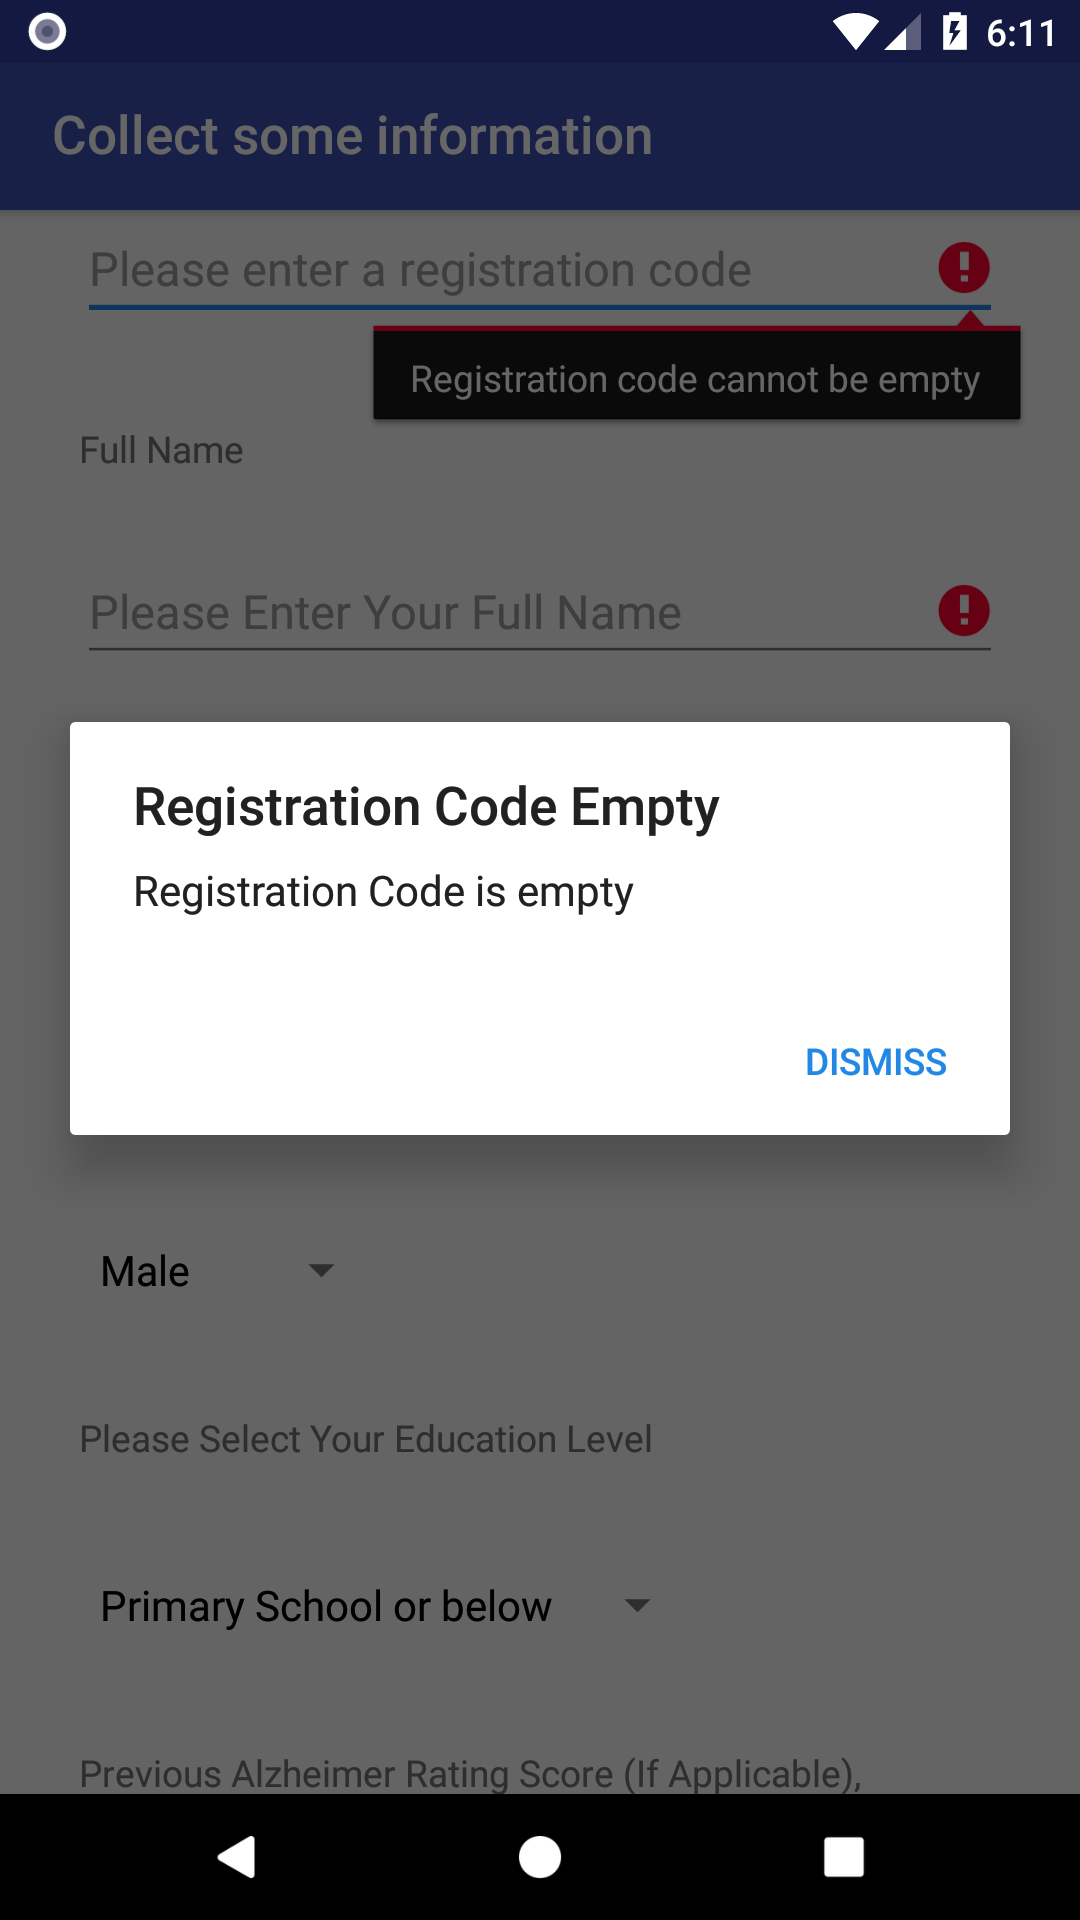 6:11
Collect some information
Please enter a registration code
Registration code cannot be empty
Full Name
Please Enter Your Full Name
Registration Code Empty
Registration Code is empty
DISMISS
Male
Please Select Your Education Level
Primary School or below
Previous Alzheimer Rating Score (If Applicable),